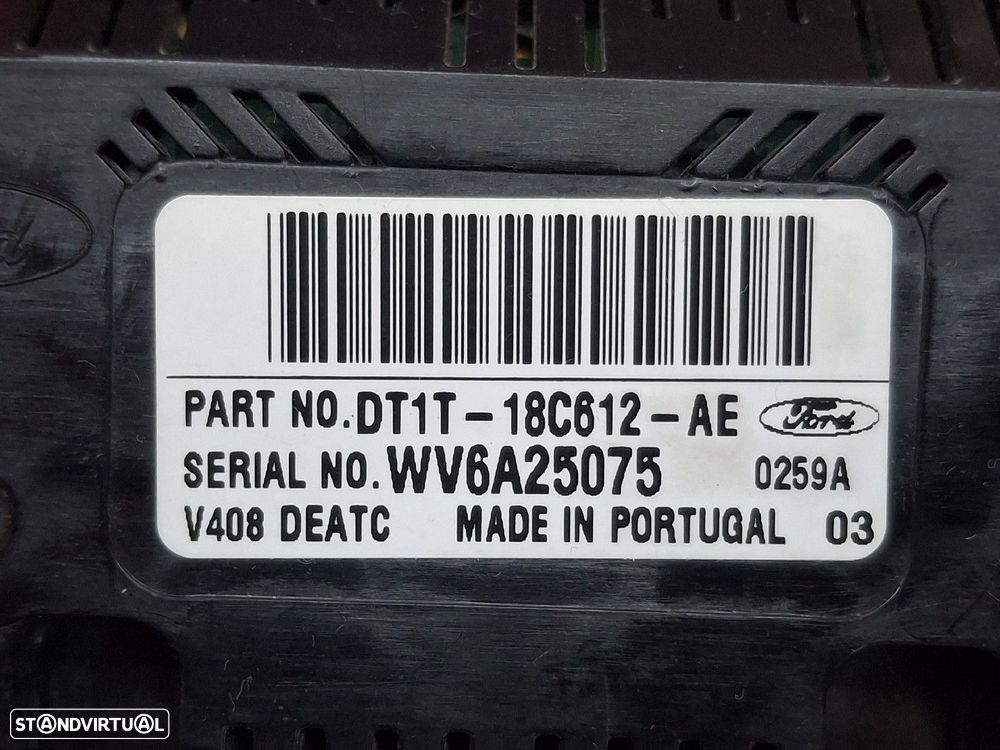 PART NO. DT1T-18C612-AE Ford
SERIAL NO. WV6A25075 0259A
V408 DEATC MADE IN PORTUGAL 03
STANDVIRTUAL